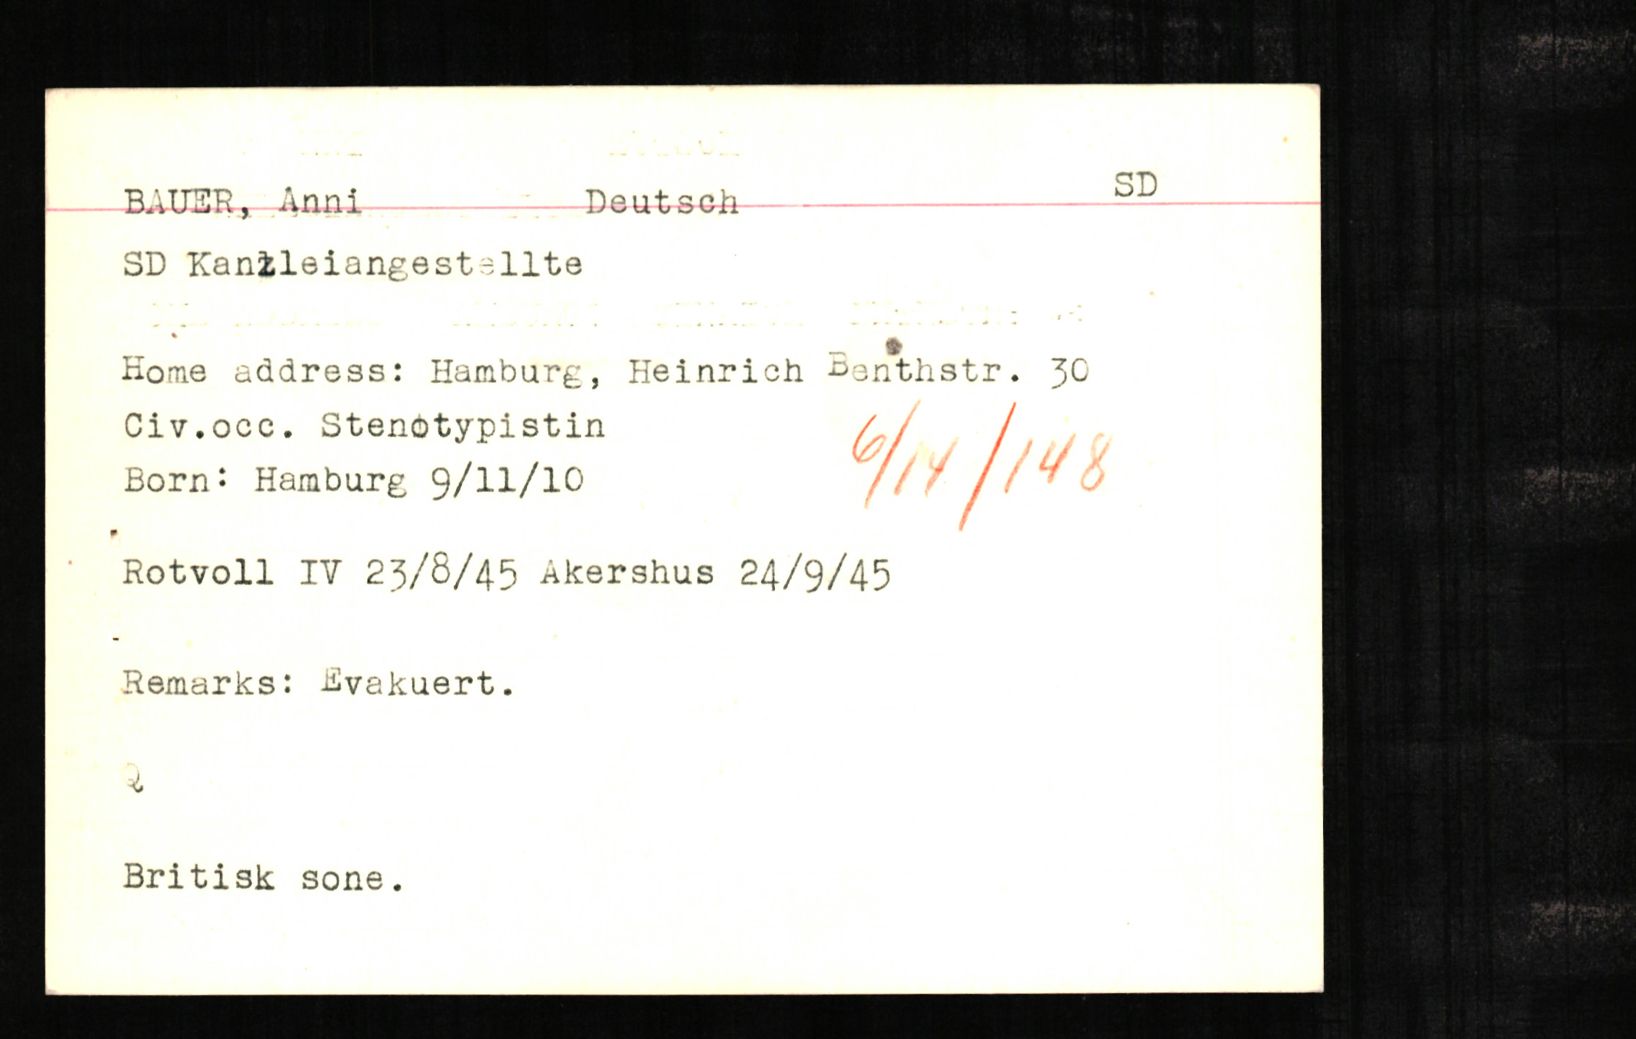 BAUER, Anni Deutsch SD
SD Kanzleiangestellte
Home address: Hamburg, Heinrich Benthstr. 30
Civ.occ. Stenotypistin
6/14/148
Born: Hamburg 9/11/10
Rotvoll IV 23/8/45 Akershus 24/9/45
Remarks: Evakuert.
Britisk sone.